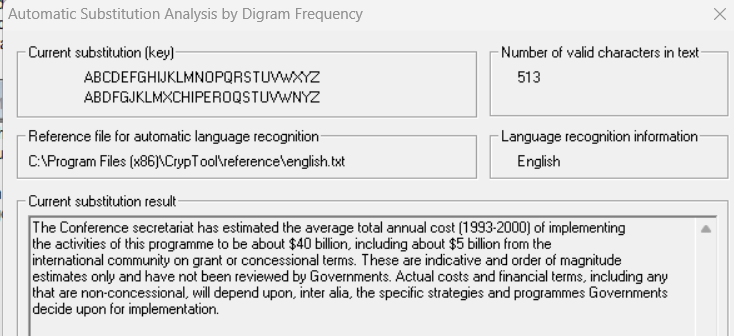 Automatic Substitution Analysis by Digram Frequency
Current substitution (key)
ABCDEFGHIJKLMNOPQRSTUVWXYZ
ABDFGJKLMXCHIPEROQSTUVWNYZ
Number of valid characters in text
513
Reference file for automatic language recognition
C:\Program Files (x86)\CrypTool\reference\english.txt
Language recognition information
English
Current substitution result
The Conference secretariat has estimated the average total annual cost (1993-2000) of implementing
the activities of this programme to be about $40 billion, including about $5 billion from the
international community on grant or concessional terms. These are indicative and order of magnitude
estimates only and have not been reviewed by Governments. Actual costs and financial terms, including any
that are non-concessional, will depend upon, inter alia, the specific strategies and programmes Governments
decide upon for implementation.